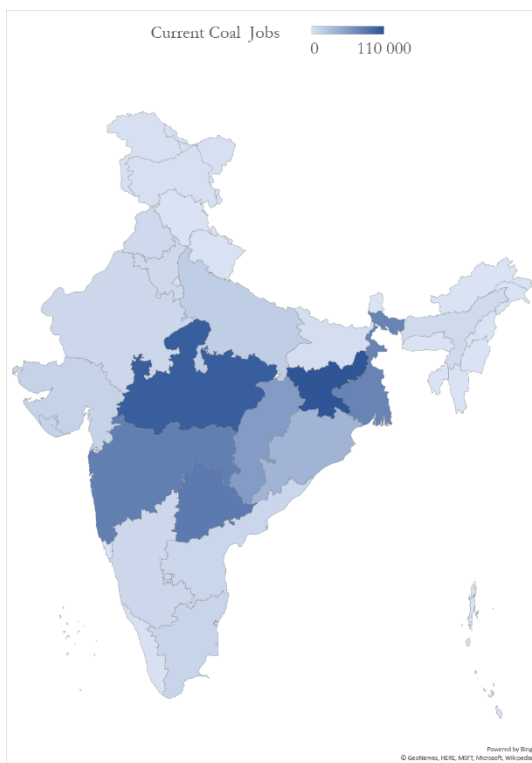 Current Coal Jobs
0 110 000
Powered by Bing
© GeoNames, HERE, MSFT, Microsoft, Wikipedia